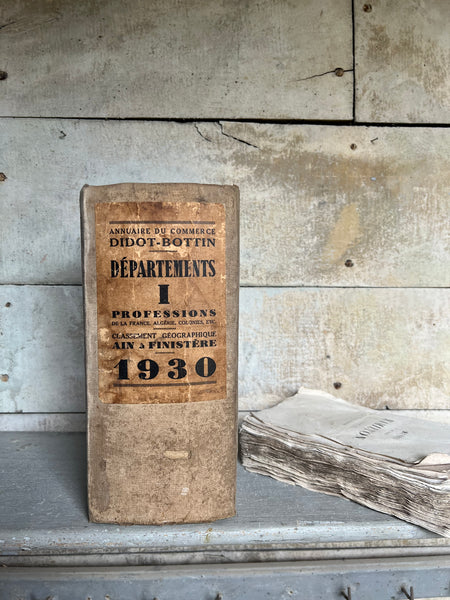 ANNUAIRE DU COMMERCE
DIDOT-BOTTIN
DÉPARTEMENTS
I
PROFESSIONS
DE LA FRANCE, ALGÉRIE, COLONIES, ETC.
CLASSEMENT GÉOGRAPHIQUE
AIN à FINISTÈRE
1930